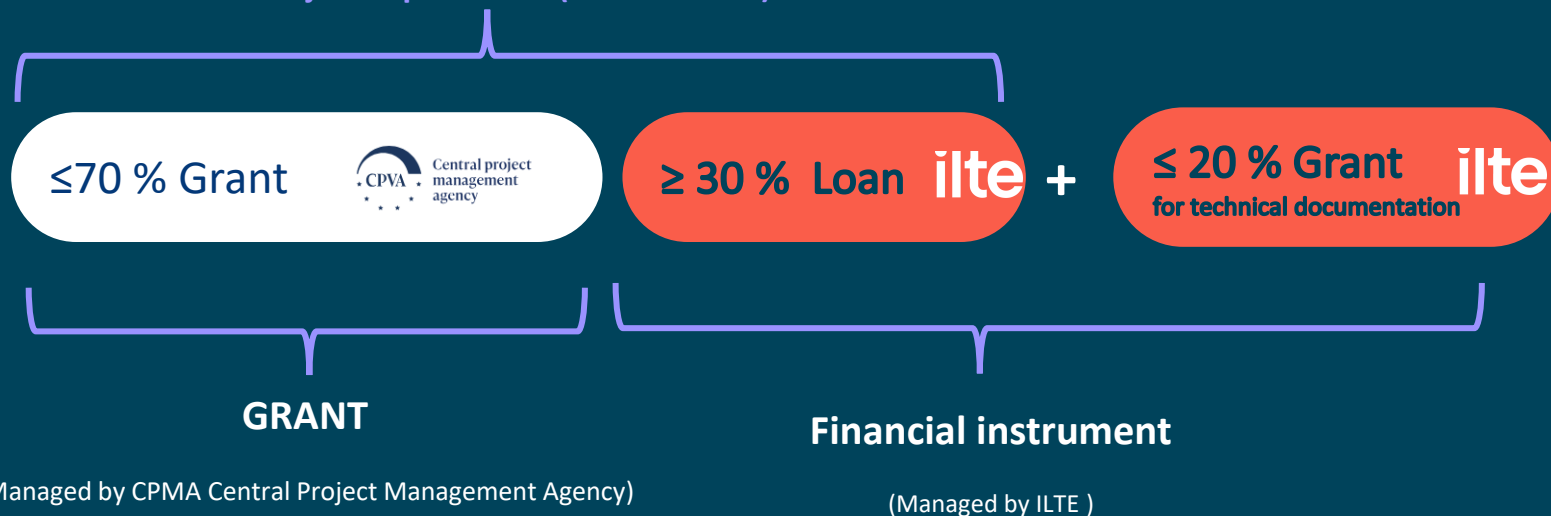 ≤70 % Grant
CPVA
Central project
management
agency
≥ 30 % Loan
ilte
+
≤ 20 % Grant
for technical documentation
ilte
GRANT
Financial instrument
Managed by CPMA Central Project Management Agency)
(Managed by ILTE )